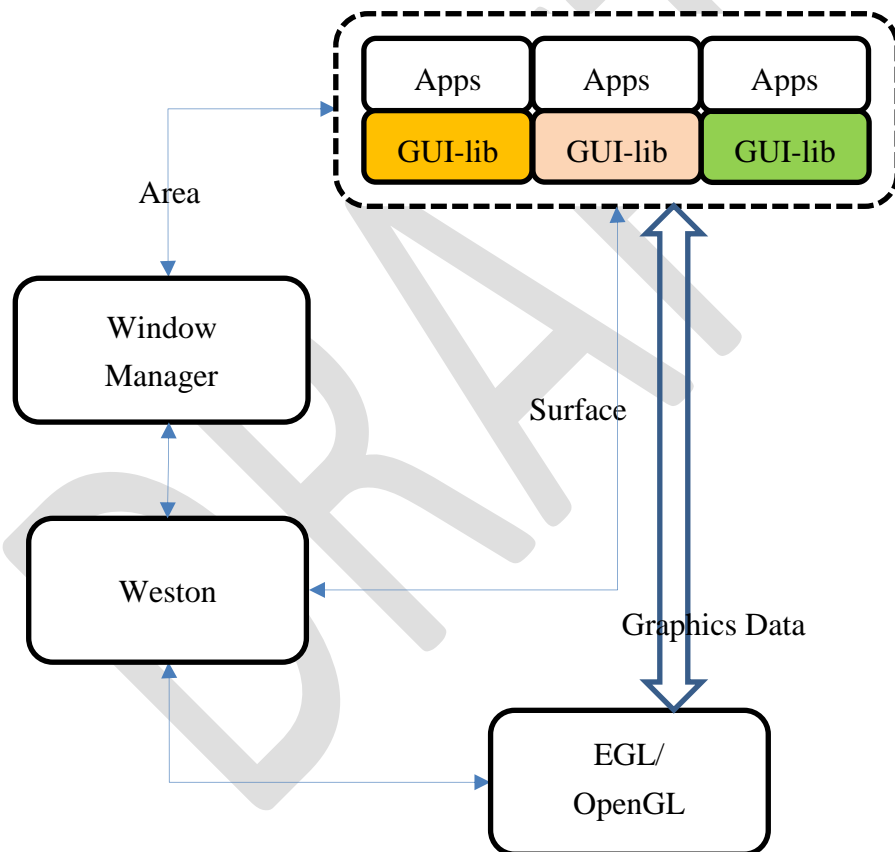 Apps Apps Apps
GUI-lib GUI-lib GUI-lib
Area
Window
Manager
Surface
Weston
Graphics Data
EGL/
OpenGL
DRAFT